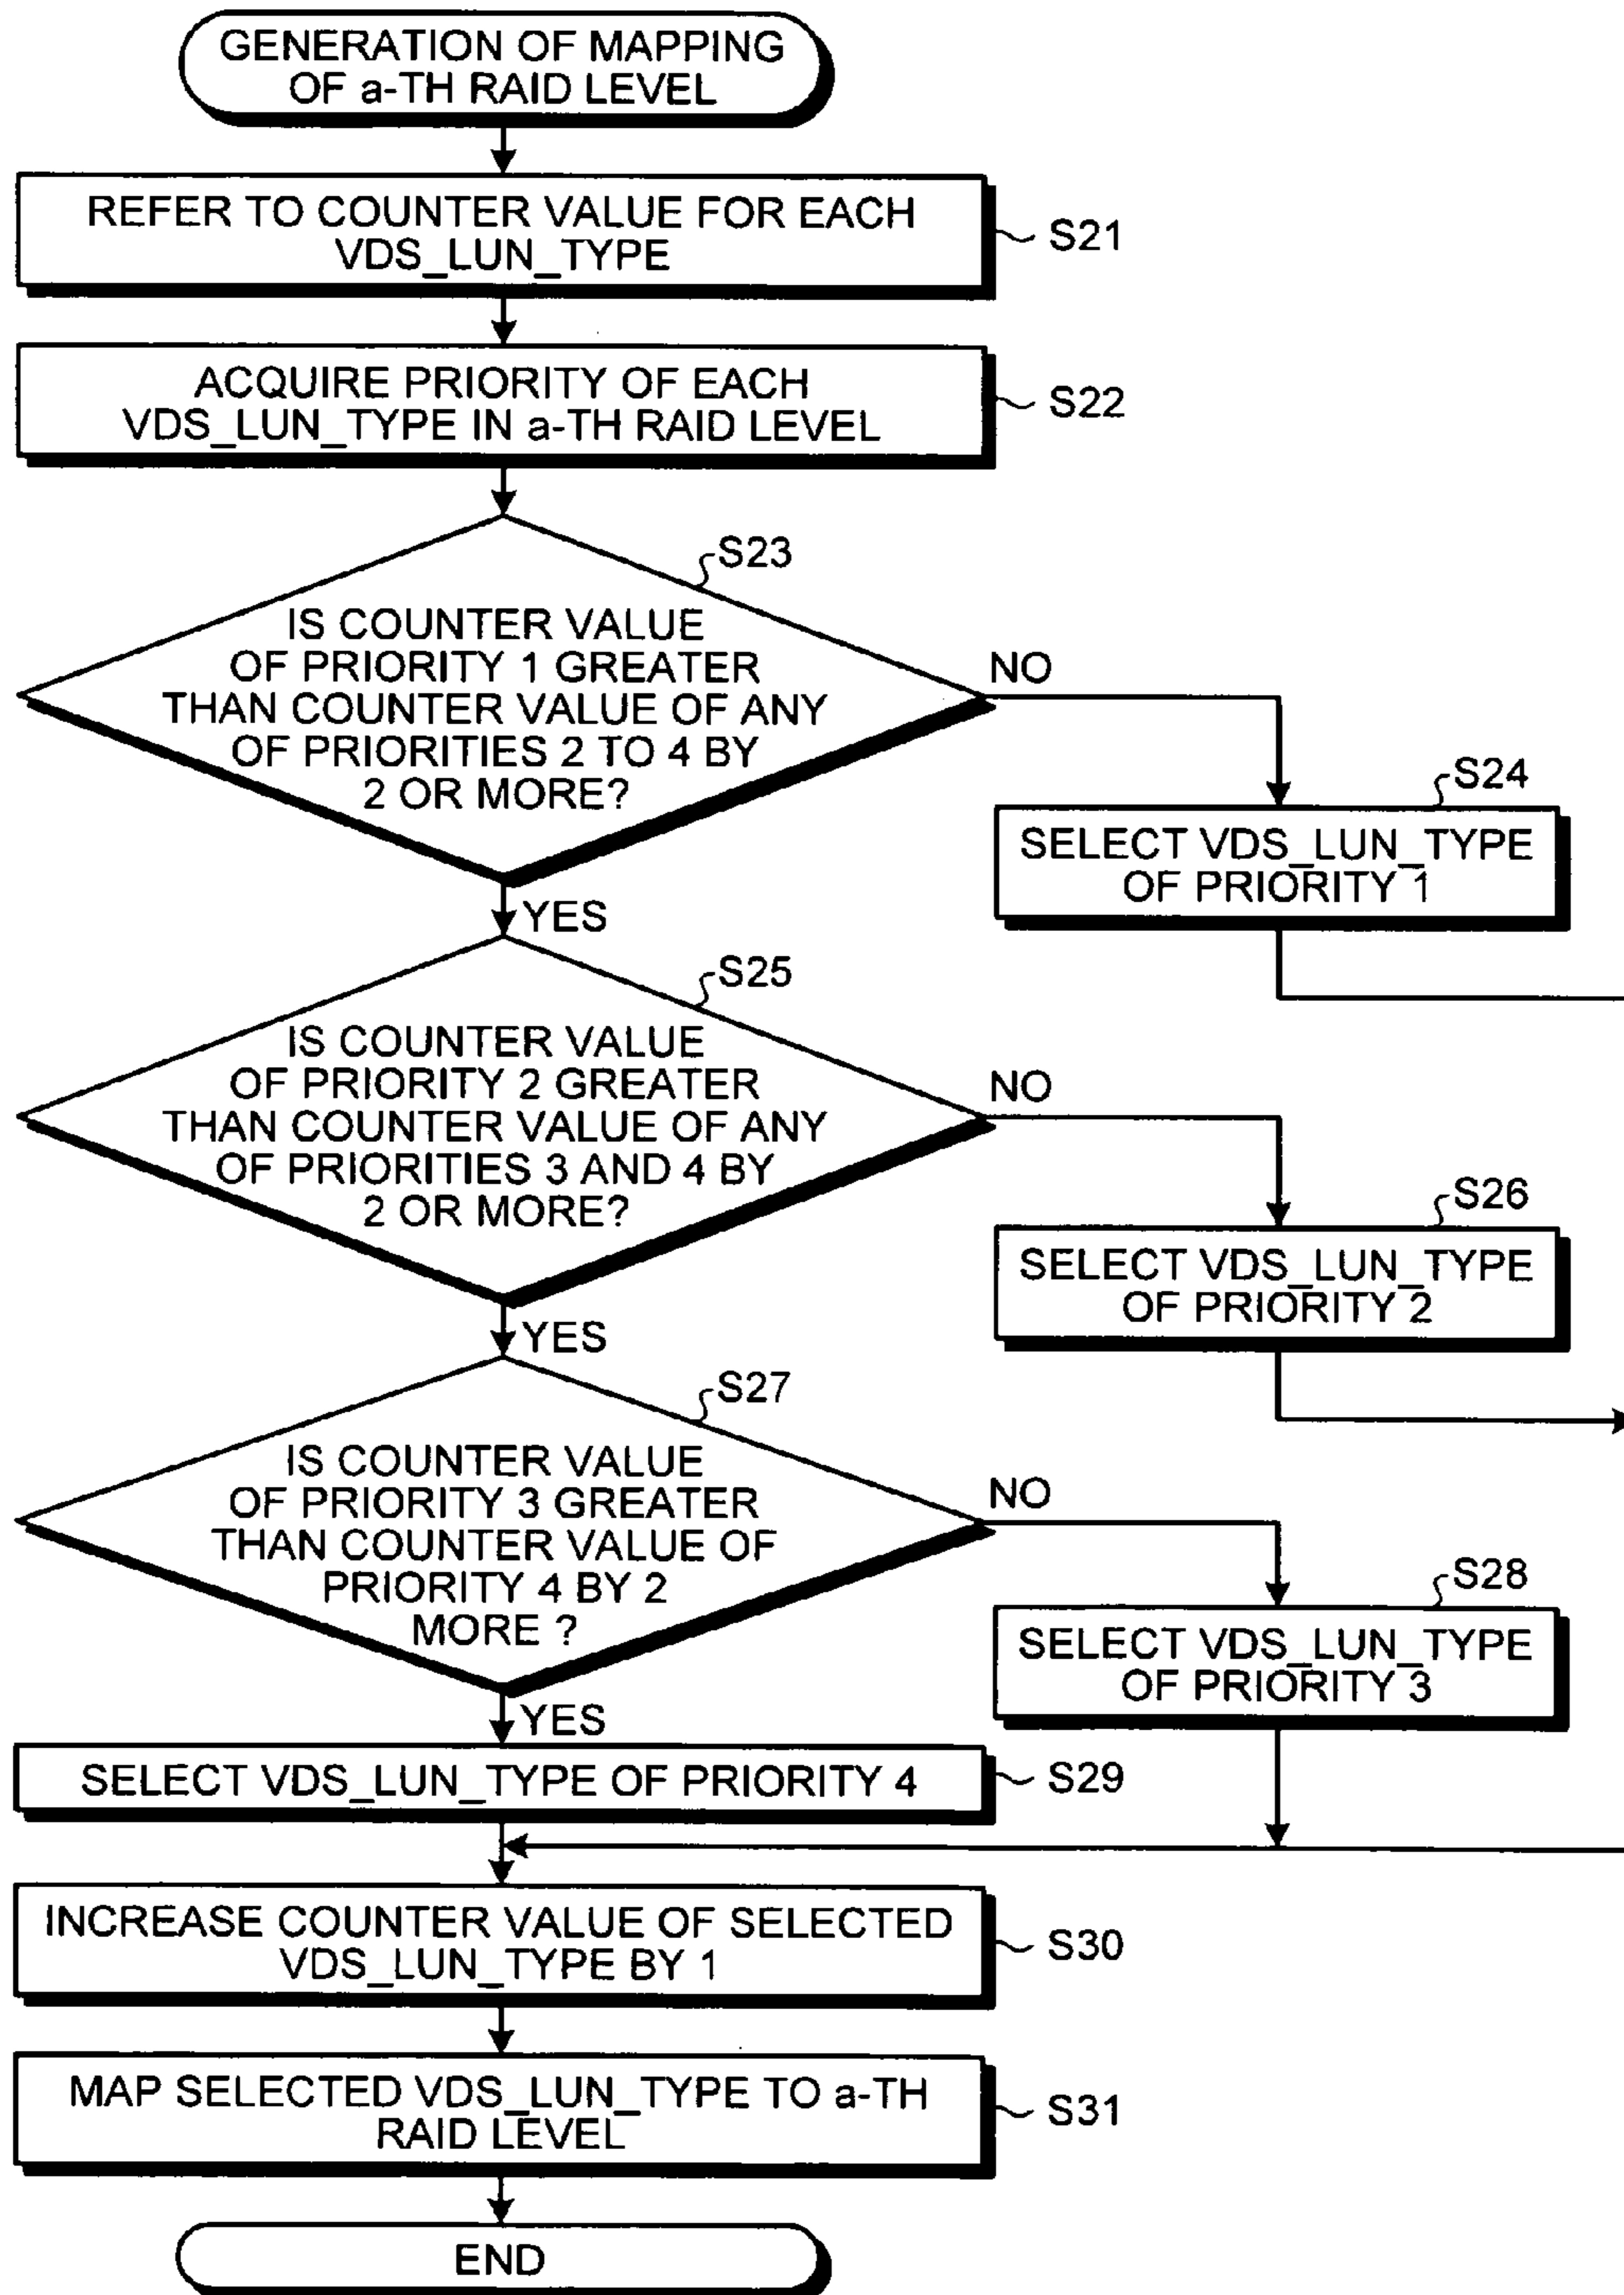 GENERATION OF MAPPING
OF a-TH RAID LEVEL
REFER TO COUNTER VALUE FOR EACH
VDS_LUN_TYPE
S21
ACQUIRE PRIORITY OF EACH
VDS_LUN_TYPE IN a-TH RAID LEVEL
S22
S23
IS COUNTER VALUE
OF PRIORITY 1 GREATER
THAN COUNTER VALUE OF ANY
OF PRIORITIES 2 TO 4 BY
2 OR MORE?
NO
S24
SELECT VDS_LUN_TYPE
OF PRIORITY 1
YES
S25
IS COUNTER VALUE
OF PRIORITY 2 GREATER
THAN COUNTER VALUE OF ANY
OF PRIORITIES 3 AND 4 BY
2 OR MORE?
NO
S26
SELECT VDS_LUN_TYPE
OF PRIORITY 2
YES
S27
IS COUNTER VALUE
OF PRIORITY 3 GREATER
THAN COUNTER VALUE OF
PRIORITY 4 BY 2
MORE ?
NO
S28
SELECT VDS_LUN_TYPE
OF PRIORITY 3
YES
SELECT VDS_LUN_TYPE OF PRIORITY 4
S29
INCREASE COUNTER VALUE OF SELECTED
VDS_LUN_TYPE BY 1
S30
MAP SELECTED VDS_LUN_TYPE TO a-TH
RAID LEVEL
S31
END